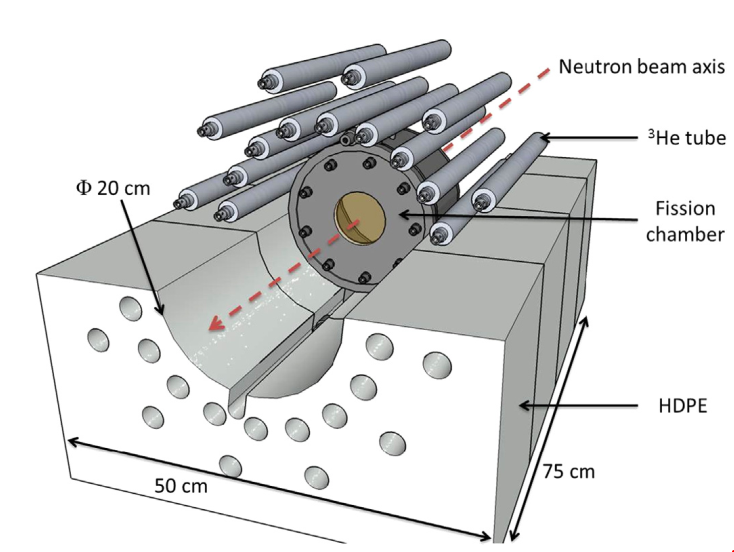 Neutron beam axis
³He tube
Φ 20 cm
Fission
chamber
HDPE
75 cm
50 cm